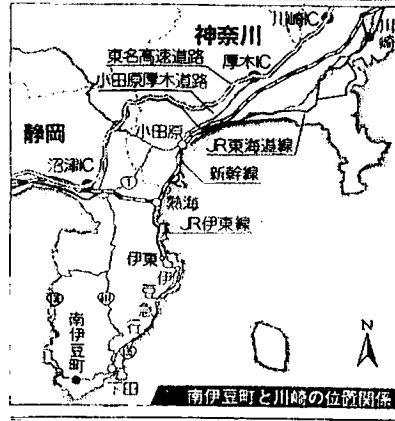 神奈川
川崎IC
川崎
東名高速道路
厚木IC
小田原厚木道路
静岡
小田原
JR東海道線
沼津IC
新幹線
1
熱海
JR伊東線
伊東
伊豆急行
南伊豆町
下田
N
南伊豆町と川崎の位置関係